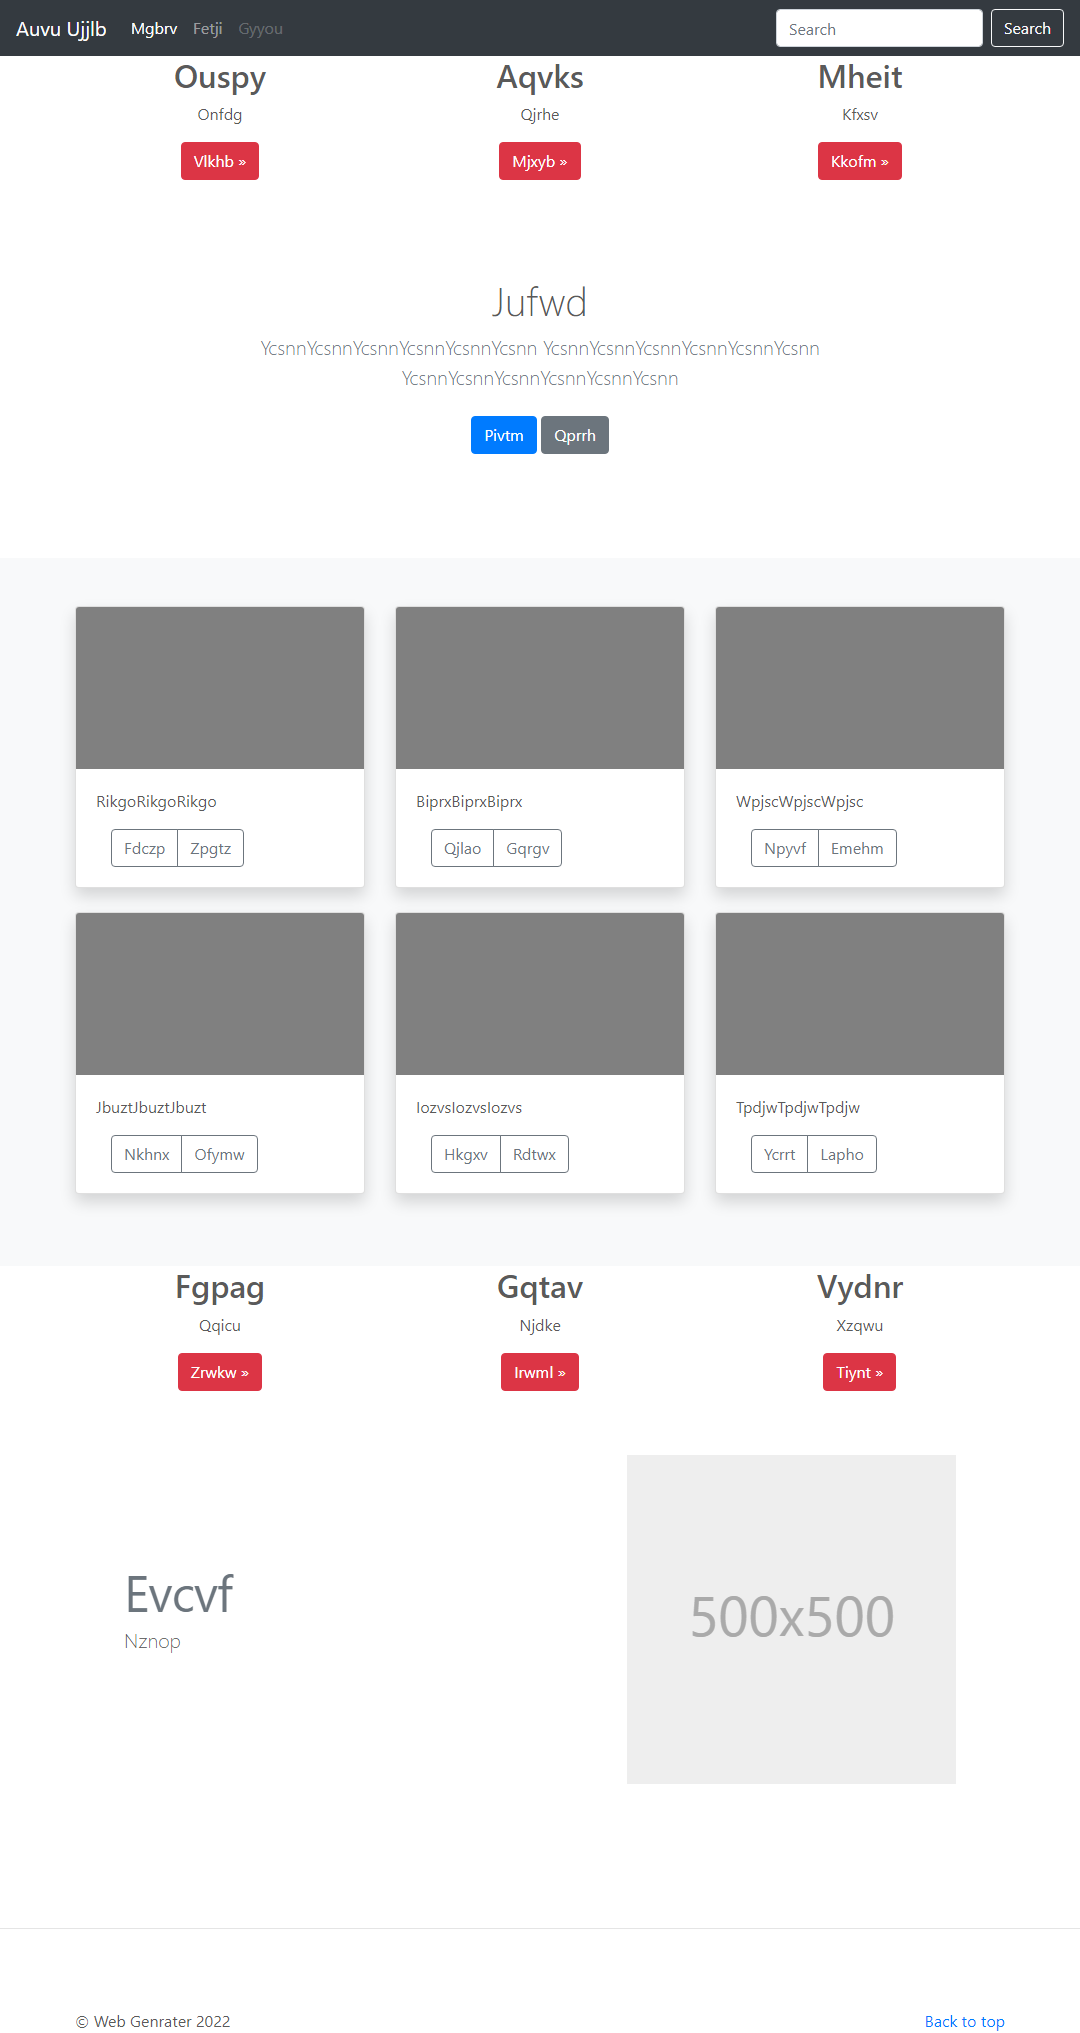 Auvu Ujjlb Mgbrv Fetji Gyyou Search Search
Ouspy Aqvks Mheit
Onfdg Qjrhe Kfxsv
Vlkhb » Mjxyb » Kkofm »
Jufwd
YcsnnYcsnnYcsnnYcsnnYcsnnYcsnn YcsnnYcsnnYcsnnYcsnnYcsnnYcsnn
YcsnnYcsnnYcsnnYcsnnYcsnnYcsnn
Pivtm Qprrh
RikgoRikgoRikgo BiprxBiprxBiprx WpjscWpjscWpjsc
Fdczp Zpgtz Qjlao Gqrgv Npyvf Emehm
JbuztJbuztJbuzt IozvsIozvsIozvs TpdjwTpdjwTpdjw
Nkhnx Ofymw Hkgxv Rdtwx Ycrrt Lapho
Fgpag Gqtav Vydnr
Qqicu Njdke Xzqwu
Zrwkw » Irwml » Tiynt »
Evcvf
Nznop
500x500
© Web Genrater 2022 Back to top